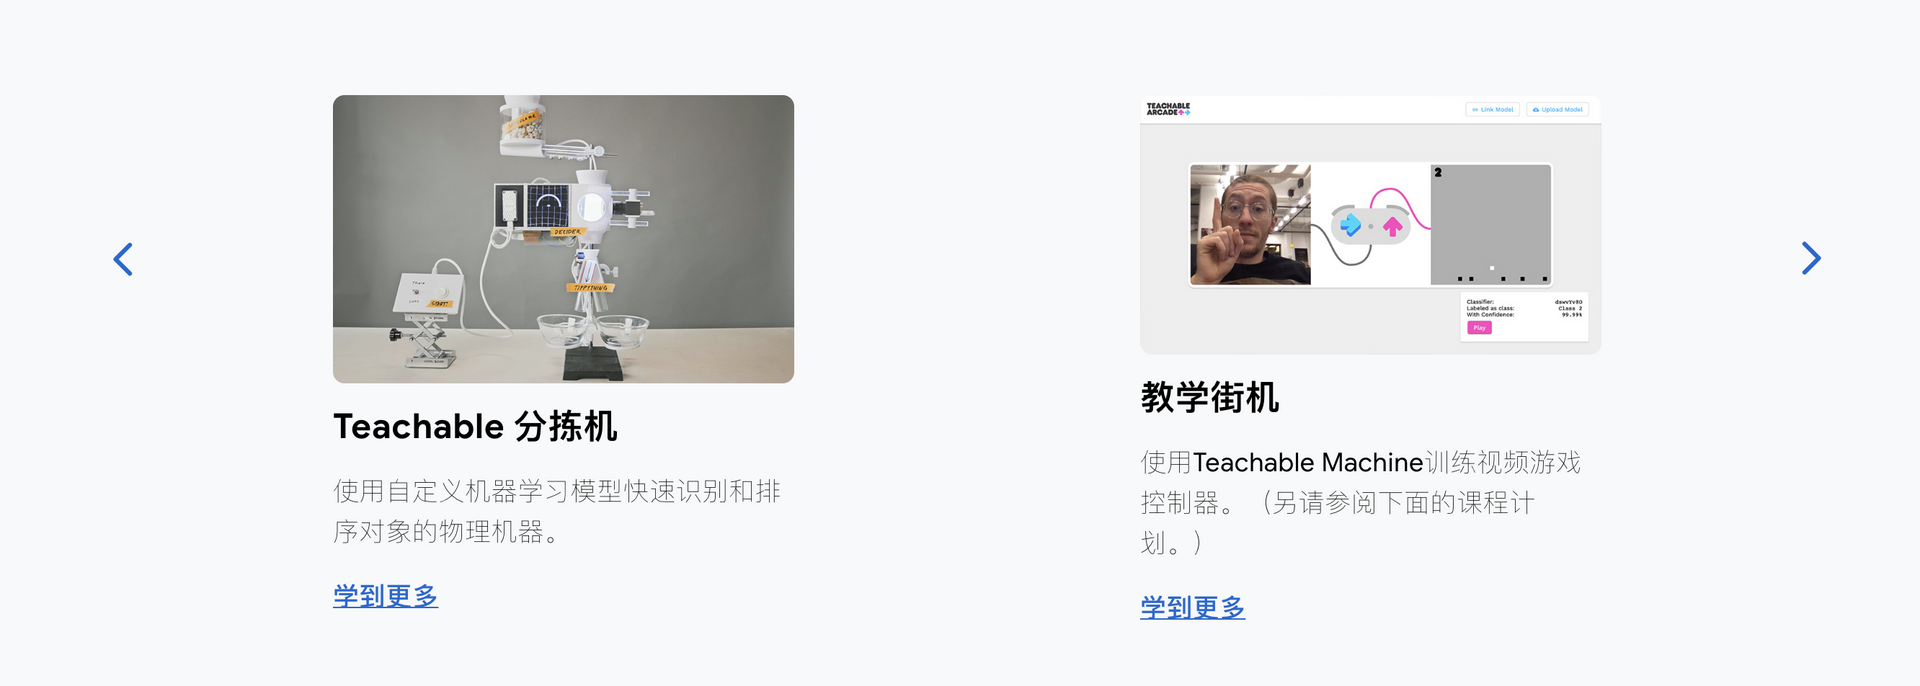 DECIDER
TIPPYTHING
START!
Teachable 分拣机
使用自定义机器学习模型快速识别和排
序对象的物理机器。
学到更多
TEACHABLE
ARCADE
Link Model
Upload Model
2
Classifier:
Labeled as class: Class 2
With Confidence: 99.99%
Play
教学街机
使用Teachable Machine训练视频游戏
控制器。（另请参阅下面的课程计
划。）
学到更多